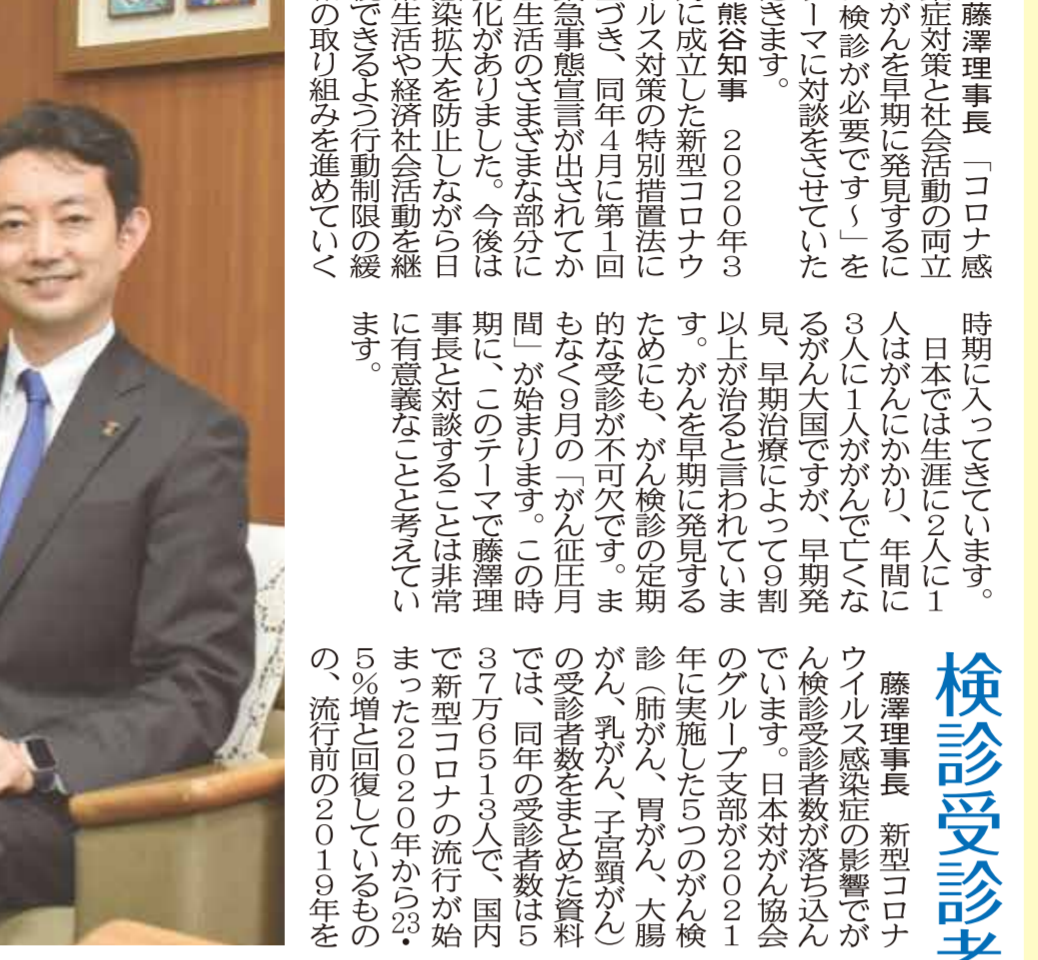 藤澤理事長　「コロナ感
症対策と社会活動の両立
がんを早期に発見するに
検診が必要です～」を
ーマに対談をさせていた
きます。
熊谷知事　２０２０年３
に成立した新型コロナウ
ルス対策の特別措置法に
づき、同年４月に第１回
急事態宣言が出されてか
生活のさまざまな部分に
化がありました。今後は
染拡大を防止しながら日
生活や経済社会活動を継
できるよう行動制限の緩
の取り組みを進めていく
時期に入ってきています。
　日本では生涯に２人に１
人はがんにかかり、年間に
３人に１人ががんで亡くな
るがん大国ですが、早期発
見、早期治療によって９割
以上が治ると言われていま
す。がんを早期に発見する
ためにも、がん検診の定期
的な受診が不可欠です。ま
もなく９月の「がん征圧月
間」が始まります。この時
期に、このテーマで藤澤理
事長と対談することは非常
に有意義なことと考えてい
ます。
検診受診者
藤澤理事長　新型コロナ
ウイルス感染症の影響でが
ん検診受診者数が落ち込ん
でいます。日本対がん協会
のグループ支部が２０２１
年に実施した５つのがん検
診（肺がん、胃がん、大腸
がん、乳がん、子宮頸がん）
の受診者数をまとめた資料
では、同年の受診者数は５
３７万６５１３人で、国内
で新型コロナの流行が始
まった２０２０年から23・
５％増と回復しているもの
の、流行前の２０１９年を